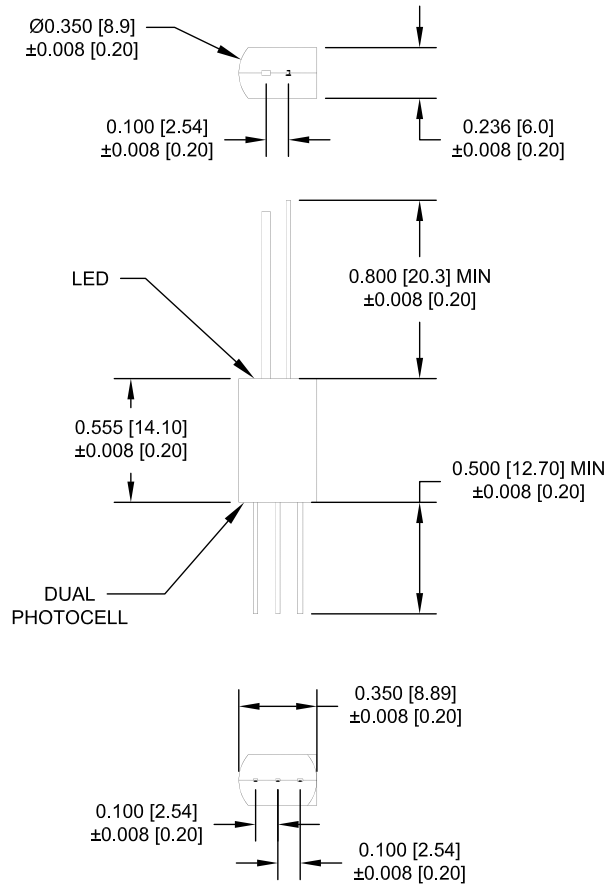 Ø0.350 [8.9]
±0.008 [0.20]
0.100 [2.54]
±0.008 [0.20]
0.236 [6.0]
±0.008 [0.20]
LED
0.800 [20.3] MIN
±0.008 [0.20]
0.555 [14.10]
±0.008 [0.20]
0.500 [12.70] MIN
±0.008 [0.20]
DUAL
PHOTOCELL
0.350 [8.89]
±0.008 [0.20]
0.100 [2.54]
±0.008 [0.20]
0.100 [2.54]
±0.008 [0.20]